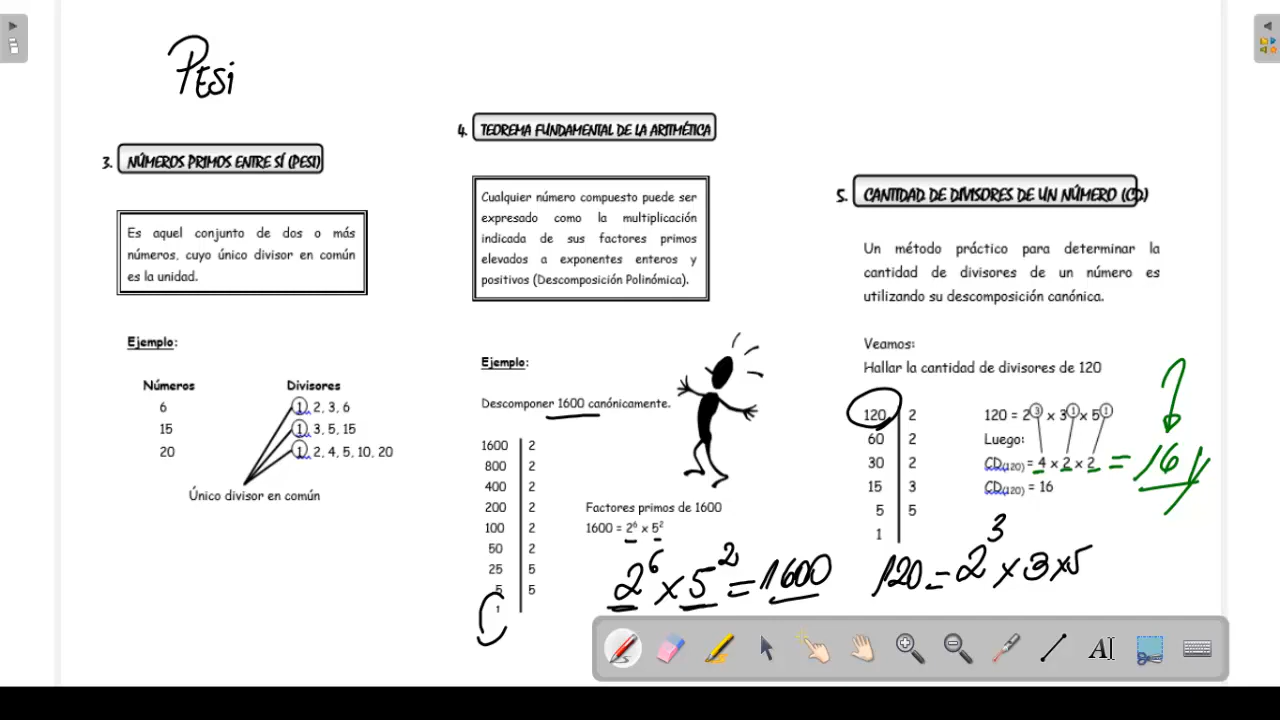 PESi
3. NÚMEROS PRIMOS ENTRE SÍ (PESI)
Es aquel conjunto de dos o más
números, cuyo único divisor en común
es la unidad.
Ejemplo:
Números Divisores
6 1, 2, 3, 6
15 1, 3, 5, 15
20 1, 2, 4, 5, 10, 20
Único divisor en común
4. TEOREMA FUNDAMENTAL DE LA ARITMÉTICA
Cualquier número compuesto puede ser
expresado como la multiplicación
indicada de sus factores primos
elevados a exponentes enteros y
positivos (Descomposición Polinómica).
Ejemplo:
Descomponer 1600 canónicamente.
1600 2
800 2
400 2
200 2
100 2
50 2
25 5
5 5
1
Factores primos de 1600
1600 = 2⁶ x 5²
2⁶ x 5² = 1600
5. CANTIDAD DE DIVISORES DE UN NÚMERO (CD)
Un método práctico para determinar la
cantidad de divisores de un número es
utilizando su descomposición canónica.
Veamos:
Hallar la cantidad de divisores de 120
120 2
60 2
30 2
15 3
5 5
1
120 = 2³ x 3¹ x 5¹
Luego:
CD₍₁₂₀₎ = 4 x 2 x 2 = 16
CD₍₁₂₀₎ = 16
120 = 2³ x 3 x 5
AI